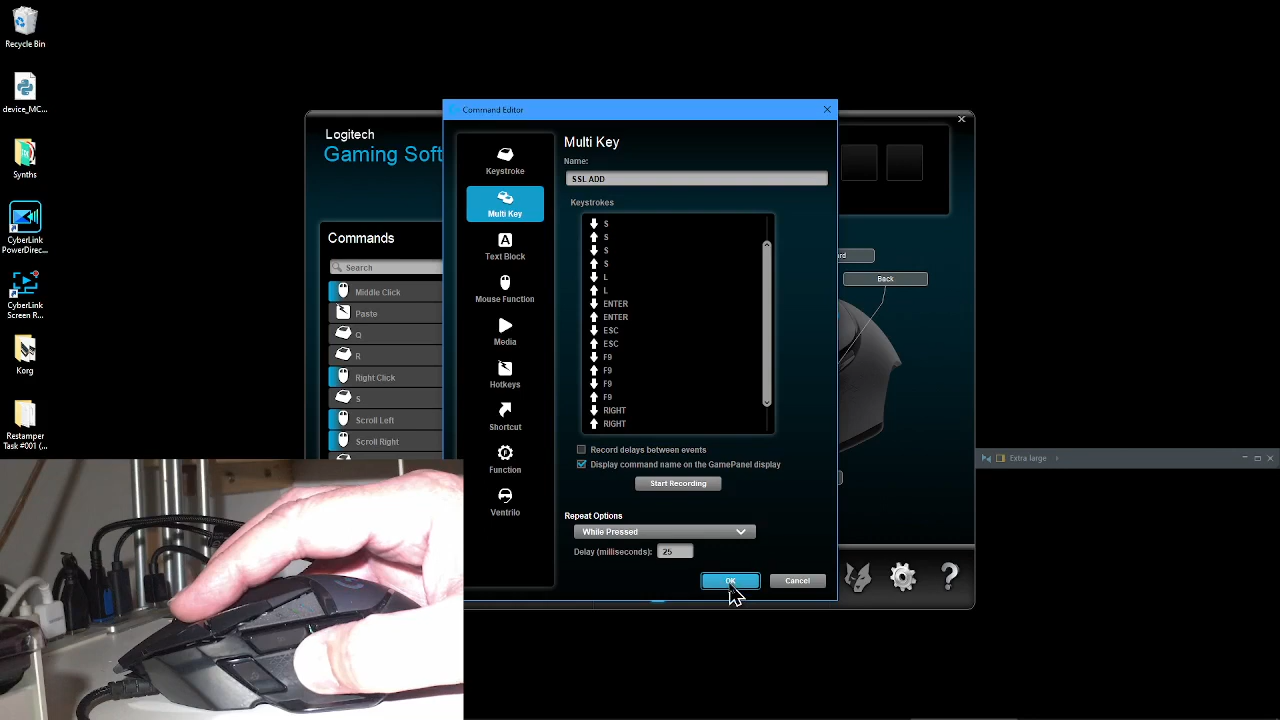 Recycle Bin
device_MC...
Synths
CyberLink
PowerDirec...
CyberLink
Screen R...
Korg
Restamper
Task #001 (...
Logitech
Gaming Soft
Commands
Search
Middle Click
Paste
Q
R
Right Click
S
Scroll Left
Scroll Right
Command Editor
Keystroke
Multi Key
Text Block
Mouse Function
Media
Hotkeys
Shortcut
Function
Ventrilo
Multi Key
Name:
SSL ADD
Keystrokes
S
S
S
S
L
L
ENTER
ENTER
ESC
ESC
F9
F9
F9
F9
RIGHT
RIGHT
Record delays between events
Display command name on the GamePanel display
Start Recording
Repeat Options
While Pressed
Delay (milliseconds): 25
OK
Cancel
rd
Back
Extra large